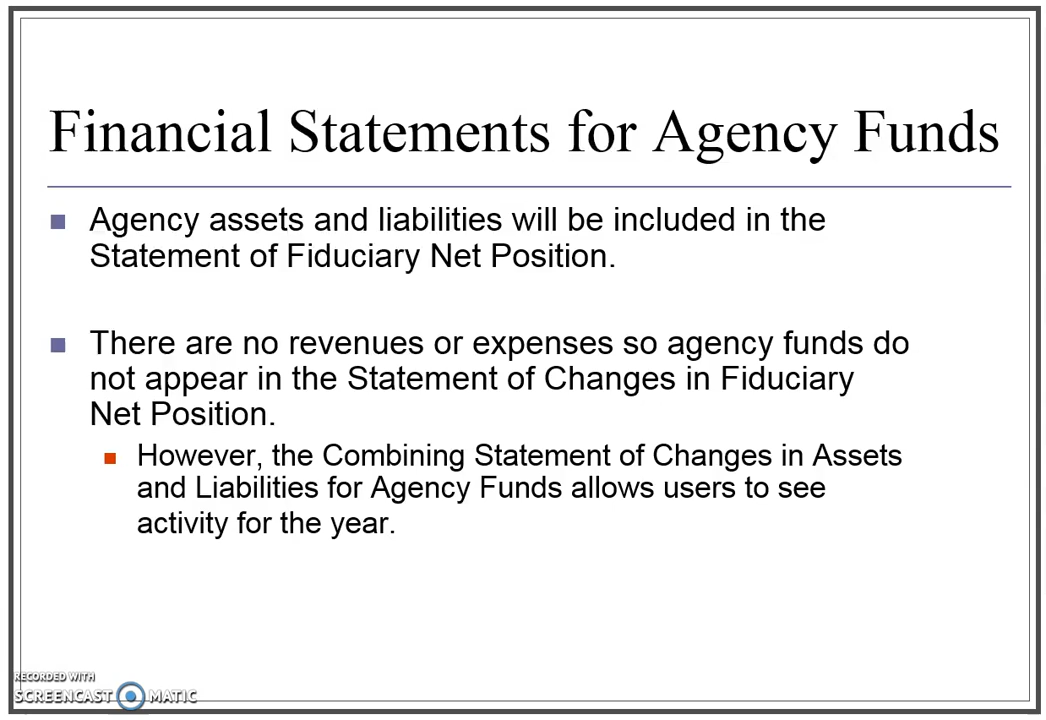 Financial Statements for Agency Funds
Agency assets and liabilities will be included in the
Statement of Fiduciary Net Position.
There are no revenues or expenses so agency funds do
not appear in the Statement of Changes in Fiduciary
Net Position.
However, the Combining Statement of Changes in Assets
and Liabilities for Agency Funds allows users to see
activity for the year.
RECORDED WITH
SCREENCAST MATIC